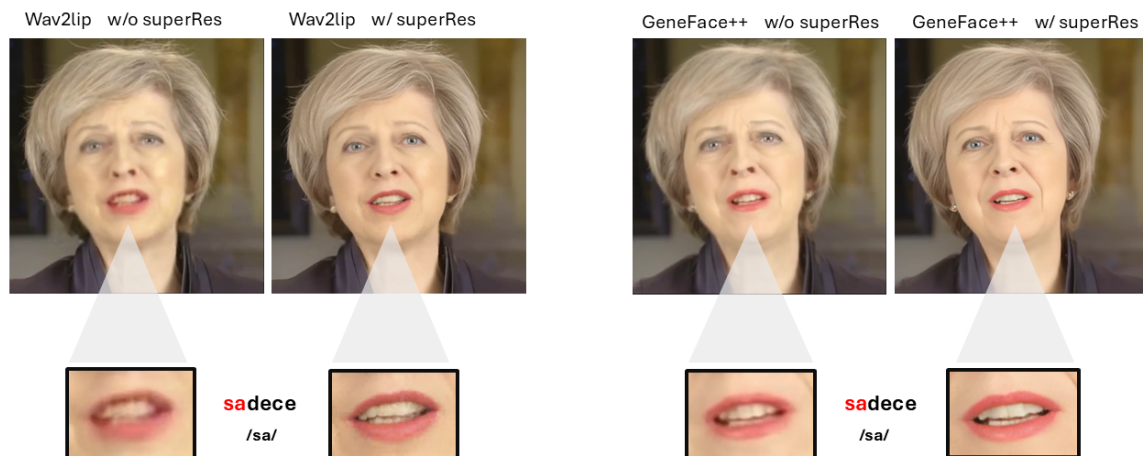 Wav2lip w/o superRes
Wav2lip w/ superRes
GeneFace++ w/o superRes
GeneFace++ w/ superRes
sadece
/sa/
sadece
/sa/